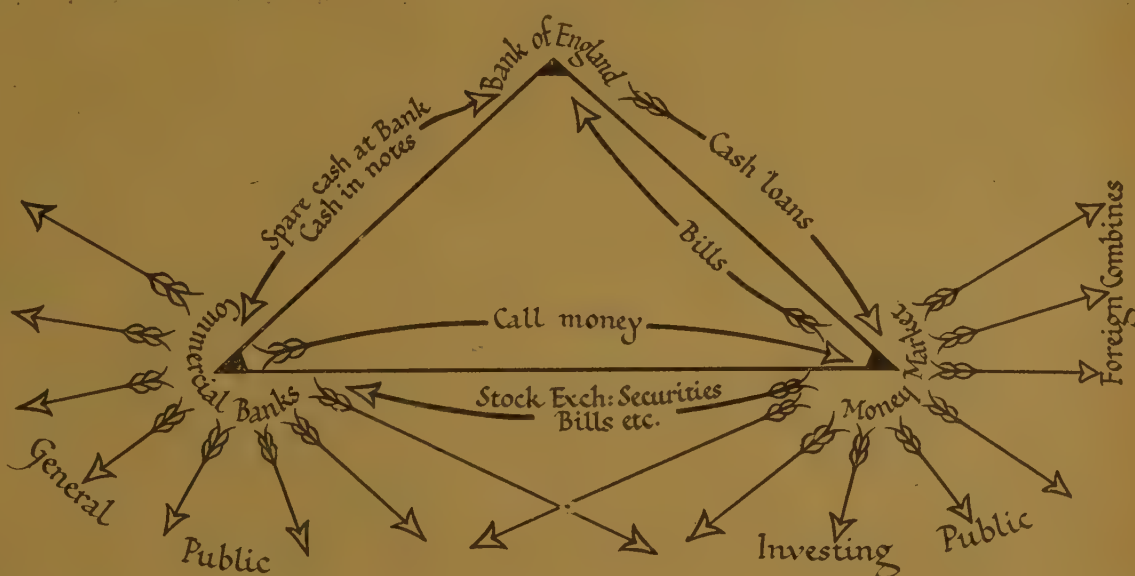 Bank of England
Spare cash at Bank
Cash in notes
Cash loans
Bills
Call money
Commercial Banks
Stock Exch: Securities
Bills etc.
Money Market
Foreign Combines
General
Public
Investing
Public